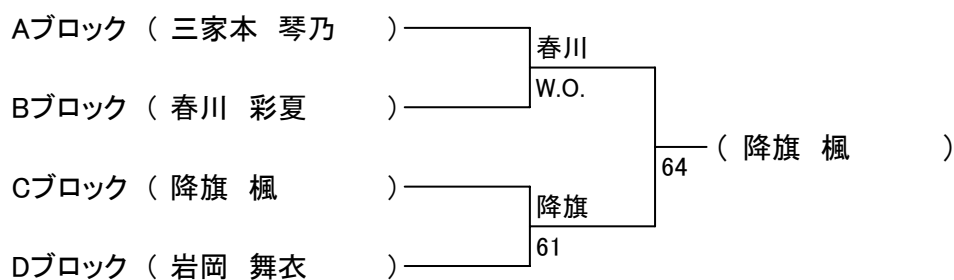 Aブロック ( 三家本 琴乃 )
春川
W.O.
Bブロック ( 春川 彩夏 )
( 降旗 楓 )
64
Cブロック ( 降旗 楓 )
降旗
61
Dブロック ( 岩岡 舞衣 )